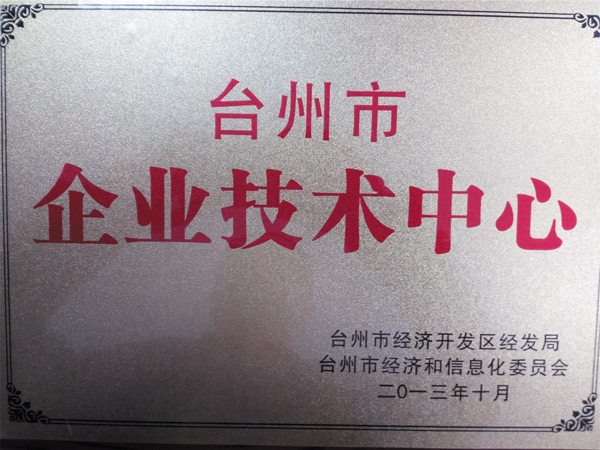 台州市
企业技术中心
台州市经济开发区经发局
台州市经济和信息化委员会
二〇一三年十月